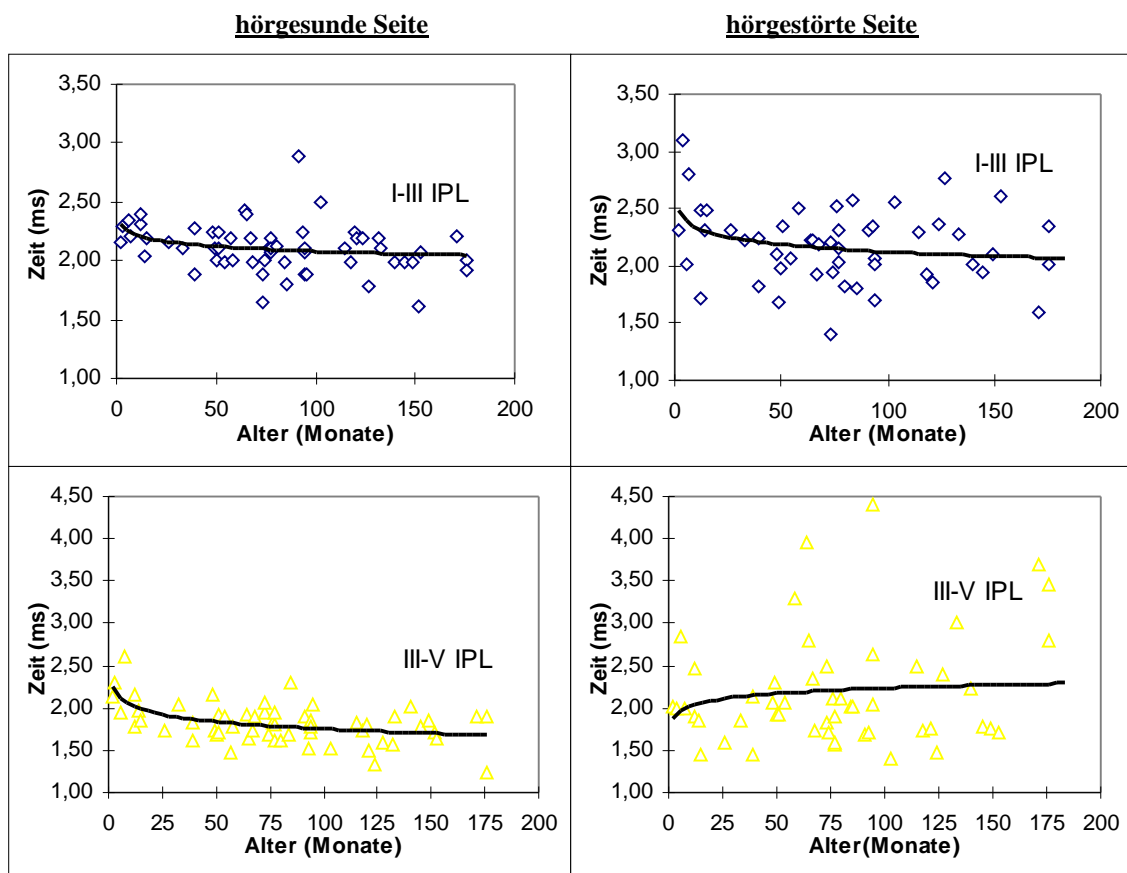 hörgesunde Seite
hörgestörte Seite
3,50
3,00
2,50
2,00
1,50
1,00
Zeit (ms)
I-III IPL
0 50 100 150 200
Alter (Monate)
3,50
3,00
2,50
2,00
1,50
1,00
Zeit (ms)
I-III IPL
0 50 100 150 200
Alter (Monate)
4,50
4,00
3,50
3,00
2,50
2,00
1,50
1,00
Zeit (ms)
III-V IPL
0 25 50 75 100 125 150 175 200
Alter (Monate)
4,50
4,00
3,50
3,00
2,50
2,00
1,50
1,00
Zeit (ms)
III-V IPL
0 25 50 75 100 125 150 175 200
Alter(Monate)